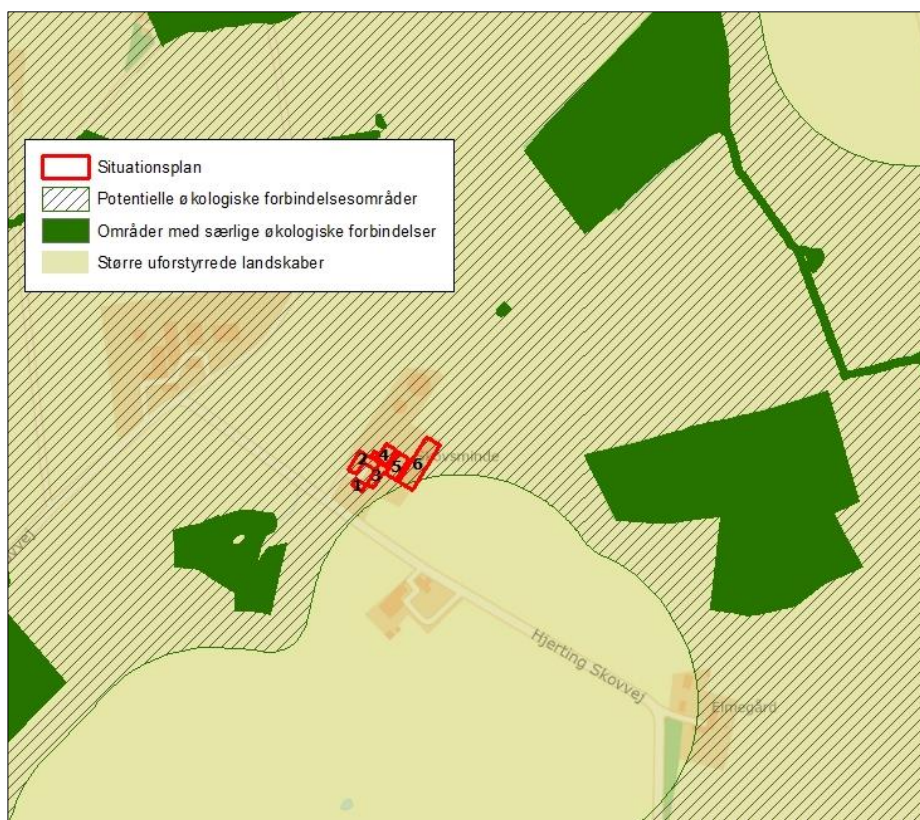 Situationsplan
Potentielle økologiske forbindelsesområder
Områder med særlige økologiske forbindelser
Større uforstyrrede landskaber
2
4
5
6
1
3
Hjerting Skovvej
Elmegård